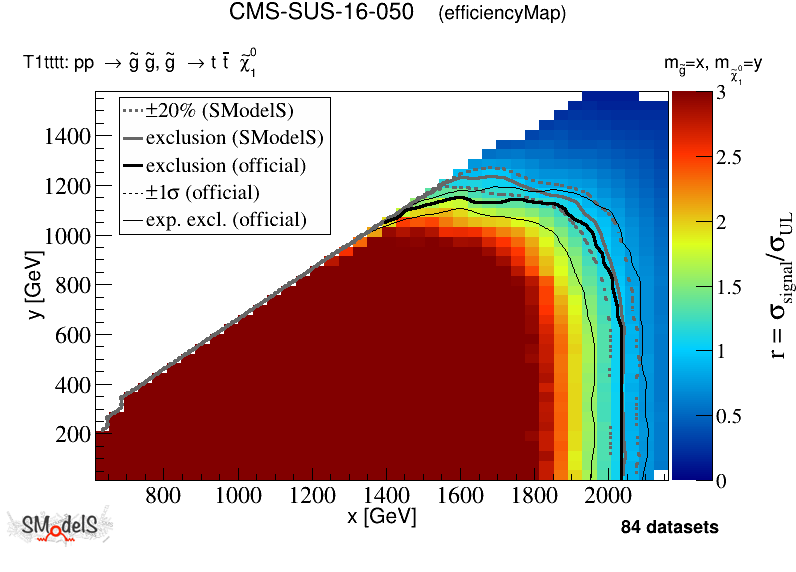 CMS-SUS-16-050 (efficiencyMap)
T1tttt: pp → g̃ g̃, g̃ → t t̄ χ̃₁⁰
m_g̃=x, m_χ̃₁⁰=y
±20% (SModelS)
exclusion (SModelS)
exclusion (official)
±1σ (official)
exp. excl. (official)
1400
1200
1000
800
600
400
200
y [GeV]
800 1000 1200 1400 1600 1800 2000
x [GeV]
3
2.5
2
1.5
1
0.5
0
r = σ_signal/σ_UL
SModelS
84 datasets